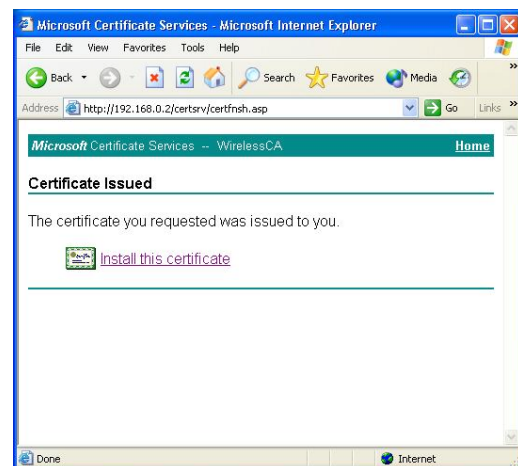 Microsoft Certificate Services - Microsoft Internet Explorer
File Edit View Favorites Tools Help
Back Search Favorites Media »
Address http://192.168.0.2/certsrv/certfnsh.asp Go Links »
Microsoft Certificate Services -- WirelessCA Home
Certificate Issued
The certificate you requested was issued to you.
Install this certificate
Done Internet